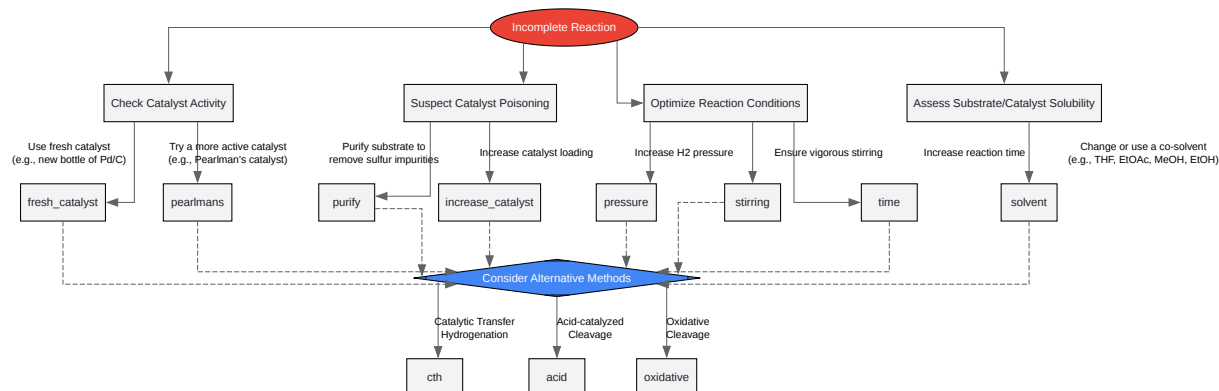 Incomplete Reaction
Check Catalyst Activity
Suspect Catalyst Poisoning
Optimize Reaction Conditions
Assess Substrate/Catalyst Solubility
Use fresh catalyst
(e.g., new bottle of Pd/C)
Try a more active catalyst
(e.g., Pearlman's catalyst)
Purify substrate to
remove sulfur impurities
Increase catalyst loading
Increase H2 pressure
Ensure vigorous stirring
Increase reaction time
Change or use a co-solvent
(e.g., THF, EtOAc, MeOH, EtOH)
fresh_catalyst
pearlmans
purify
increase_catalyst
pressure
stirring
time
solvent
Consider Alternative Methods
Catalytic Transfer
Hydrogenation
Acid-catalyzed
Cleavage
Oxidative
Cleavage
cth
acid
oxidative